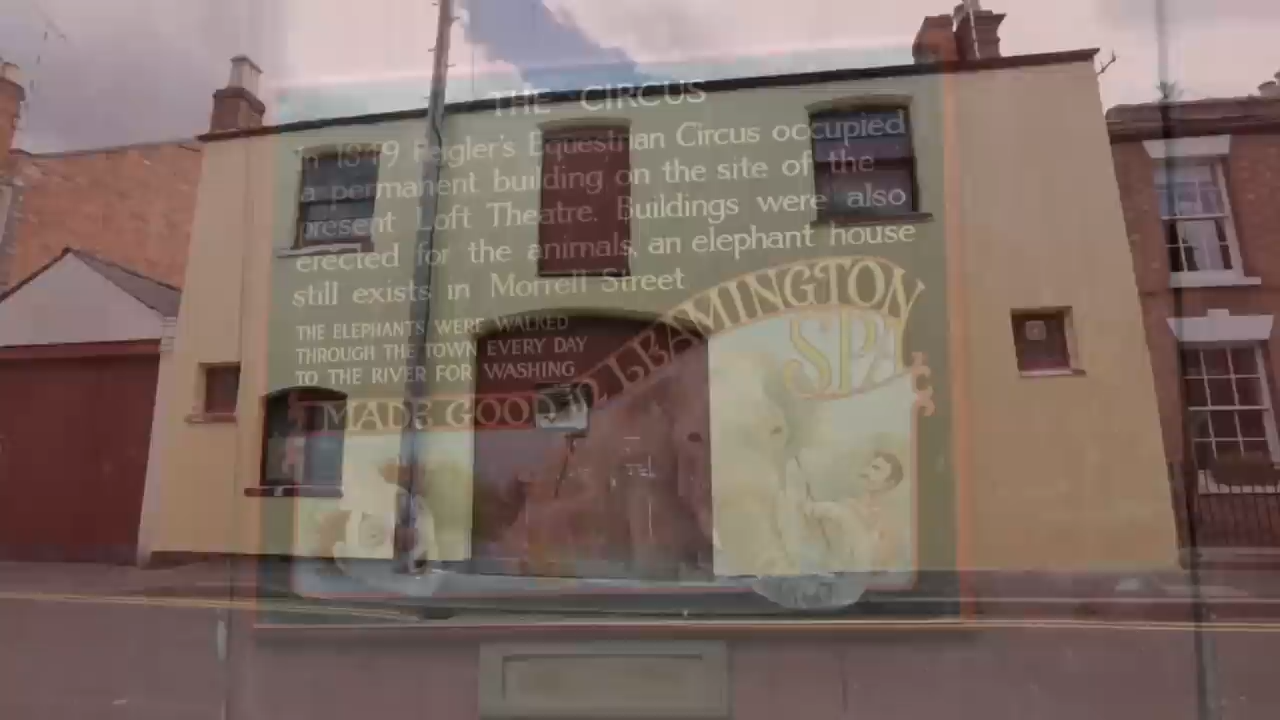 THE CIRCUS
In 1849 Feigler's Equestrian Circus occupied
a permanent building on the site of the
present Loft Theatre. Buildings were also
erected for the animals, an elephant house
still exists in Morrell Street
THE ELEPHANTS WERE WALKED
THROUGH THE TOWN EVERY DAY
TO THE RIVER FOR WASHING
MADE GOOD IN LEAMINGTON
SPA